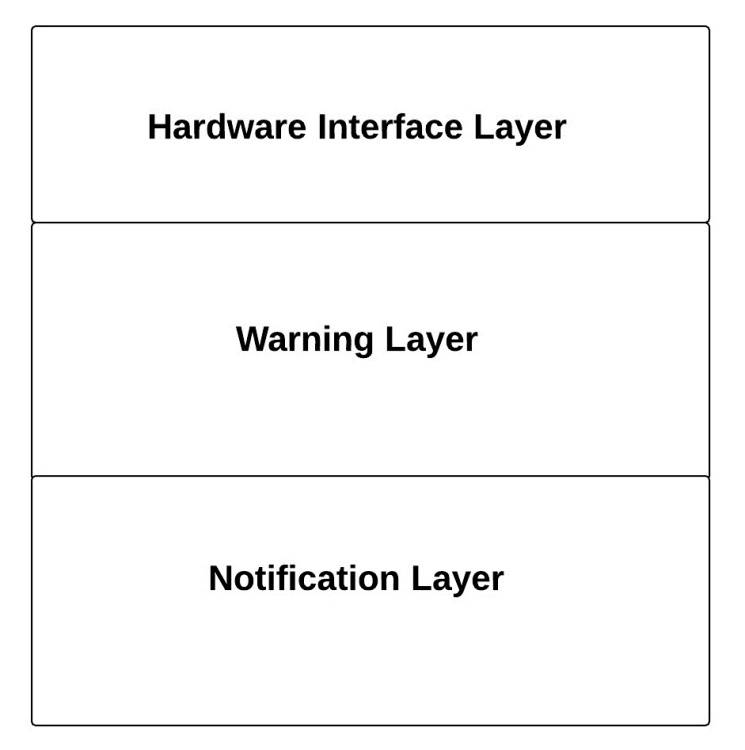 Hardware Interface Layer
Warning Layer
Notification Layer